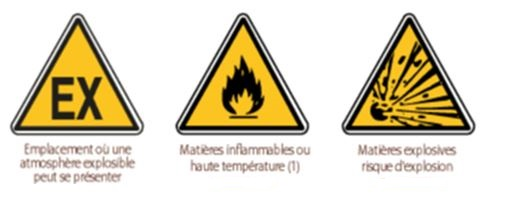 EX
Emplacement où une
atmosphère explosible
peut se présenter
Matières inflammables ou
haute température (1)
Matières explosives
risque d'explosion